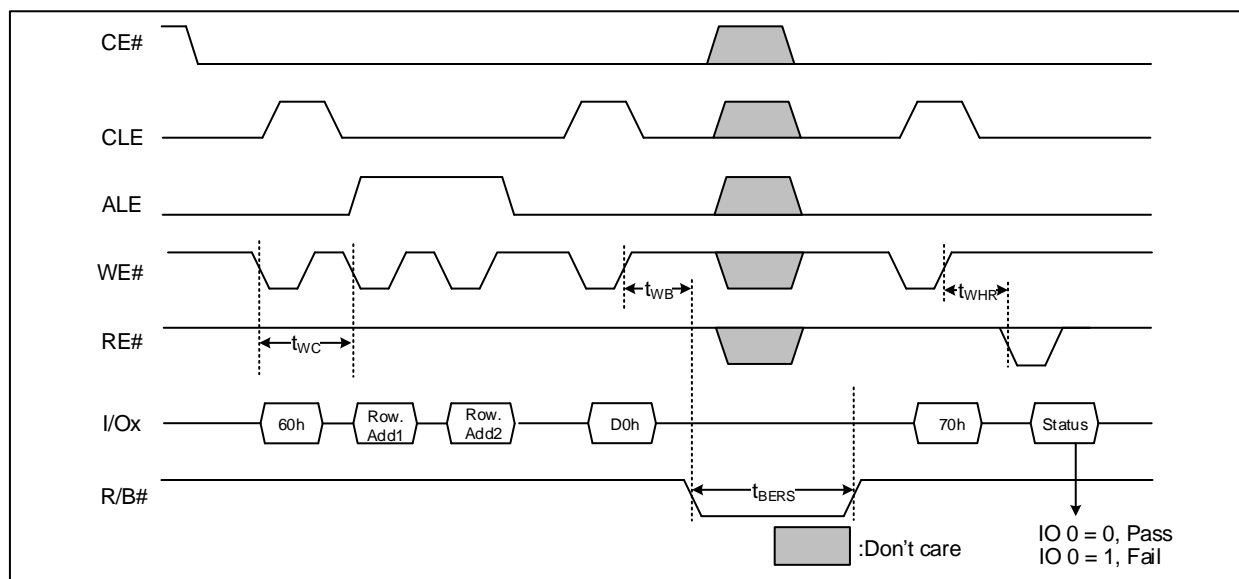 CE#
CLE
ALE
WE#
tWB
tWHR
RE#
tWC
I/Ox
60h
Row.
Add1
Row.
Add2
D0h
70h
Status
R/B#
tBERS
:Don't care
IO 0 = 0, Pass
IO 0 = 1, Fail